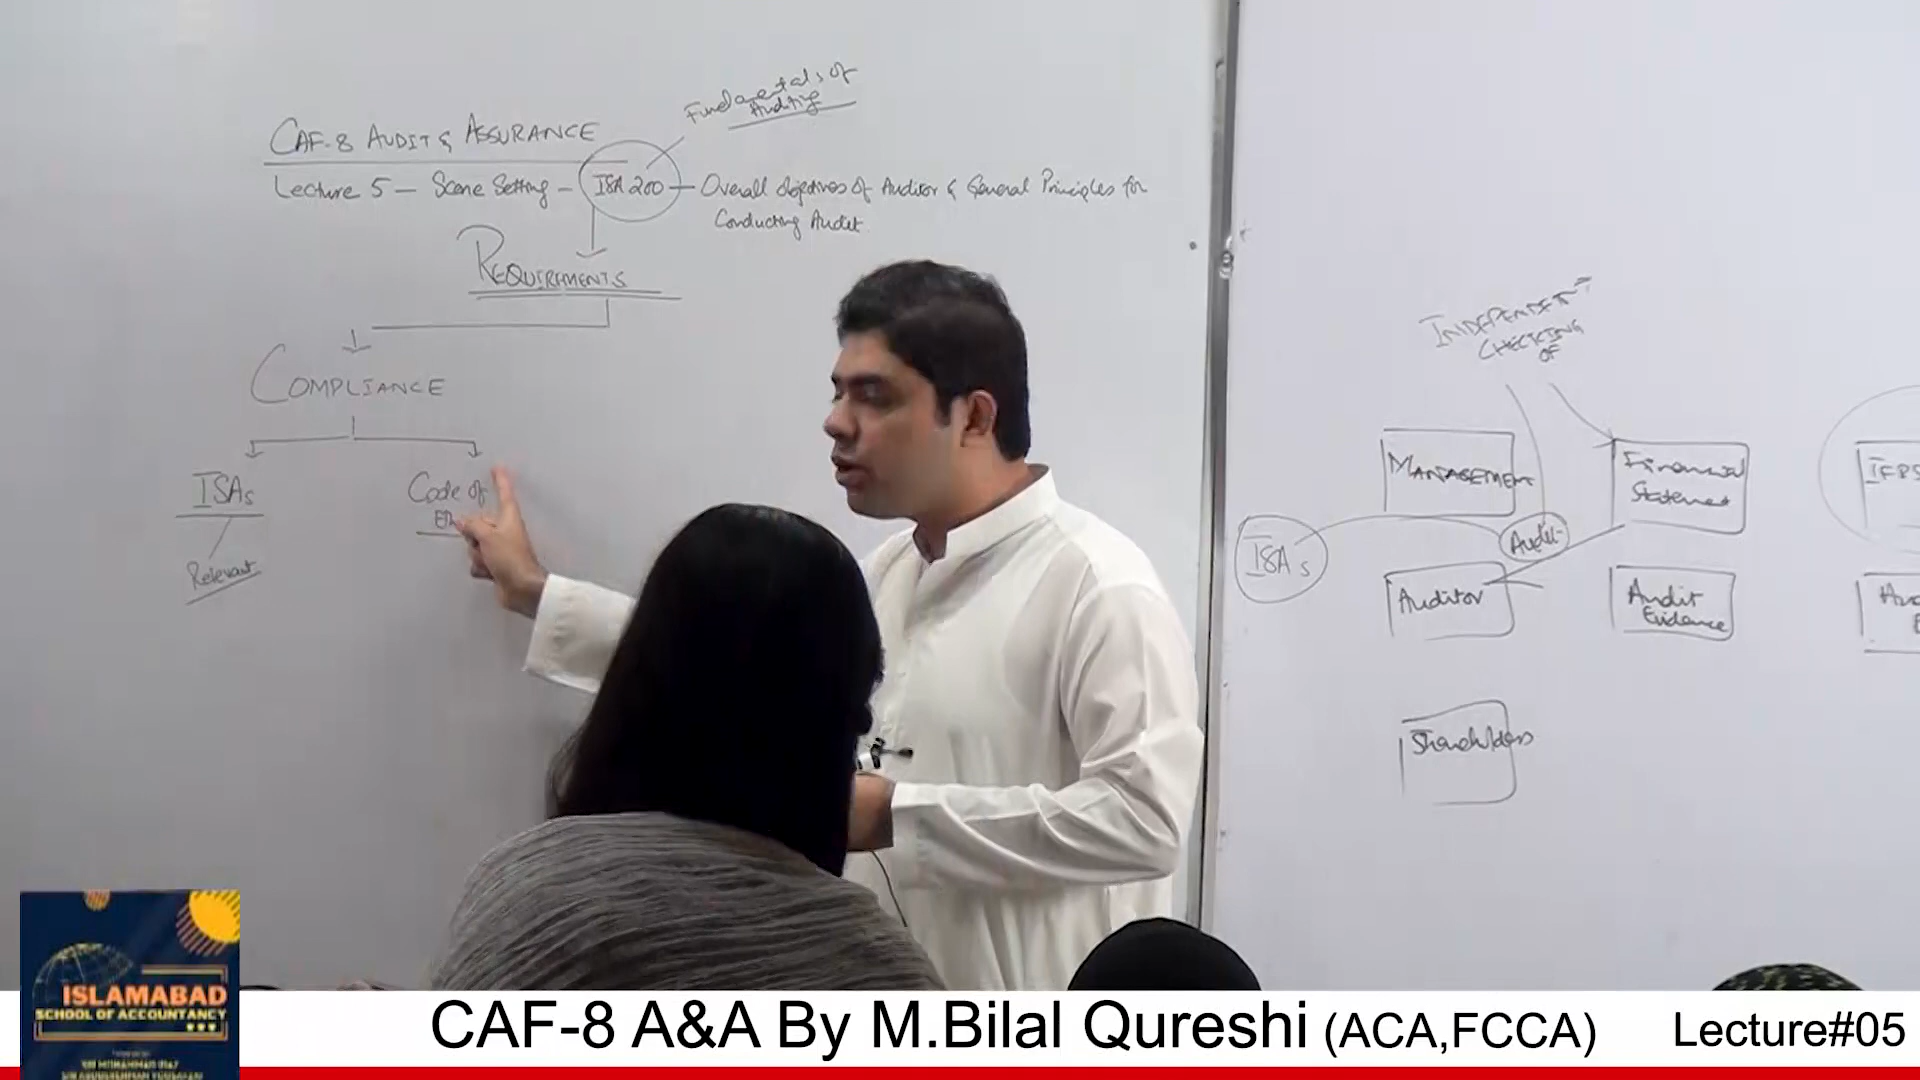 Fundamentals of
Auditing
CAF-8 AUDIT & ASSURANCE
Lecture 5 — Scene Setting - ISA 200 — Overall objectives of Auditor & General Principles for
Conducting Audit
REQUIREMENTS
COMPLIANCE
ISAs
Code of
Relevant
INDEPENDENT
CHECKING
OF
MANAGEMENT
Financial
Statement
IFRS
ISAs
Audit
Auditor
Audit
Evidence
Shareholders
ISLAMABAD
SCHOOL OF ACCOUNTANCY
CAF-8 A&A By M.Bilal Qureshi (ACA,FCCA)
Lecture#05